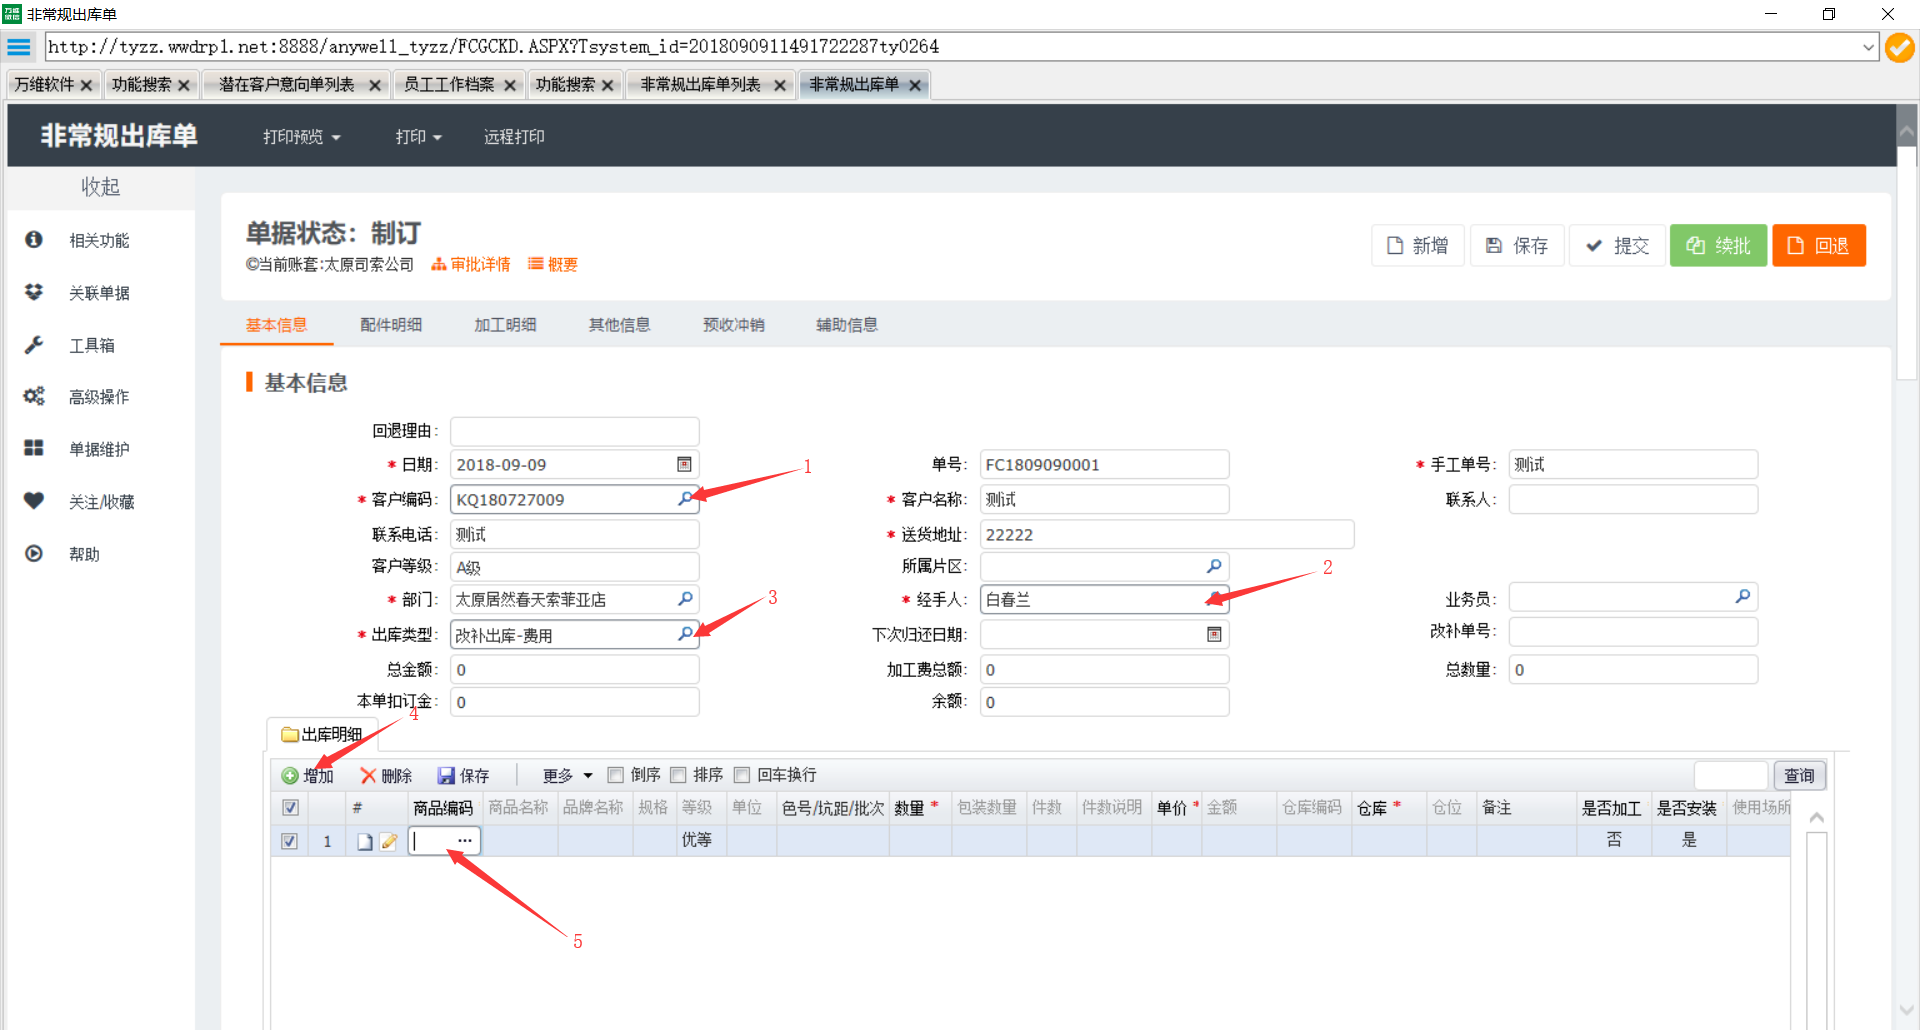 万维微信 非常规出库单
http://tyzz.wwdrp1.net:8888/anywell_tyzz/FCGCKD.ASPX?Tsystem_id=2018090911491722287ty0264
万维软件 功能搜索 潜在客户意向单列表 员工工作档案 功能搜索 非常规出库单列表 非常规出库单
非常规出库单 打印预览 打印 远程打印
收起
相关功能
关联单据
工具箱
高级操作
单据维护
关注/收藏
帮助
单据状态：制订
©当前账套:太原司索公司 审批详情 概要
新增 保存 提交 续批 回退
基本信息 配件明细 加工明细 其他信息 预收冲销 辅助信息
基本信息
回退理由:
* 日期: 2018-09-09 单号: FC1809090001 * 手工单号: 测试
* 客户编码: KQ180727009 1 * 客户名称: 测试 联系人:
联系电话: 测试 * 送货地址: 22222
客户等级: A级 所属片区: 2
* 部门: 太原居然春天索菲亚店 3 * 经手人: 白春兰 业务员:
* 出库类型: 改补出库-费用 下次归还日期: 改补单号:
总金额: 0 加工费总额: 0 总数量: 0
本单扣订金: 0 余额: 0
4
出库明细
增加 删除 保存 更多 倒序 排序 回车换行 查询
# 商品编码 商品名称 品牌名称 规格 等级 单位 色号/坑距/批次 数量 * 包装数量 件数 件数说明 单价 * 金额 仓库编码 仓库 * 仓位 备注 是否加工 是否安装 使用场所
1 ... 优等 否 是
5